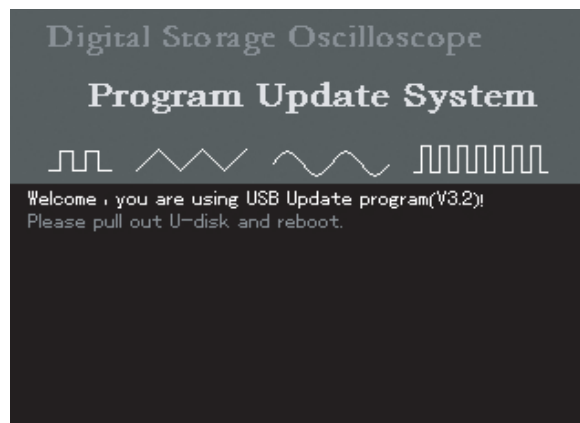 Digital Storage Oscilloscope
Program Update System
Welcome , you are using USB Update program(V3.2)!
Please pull out U-disk and reboot.